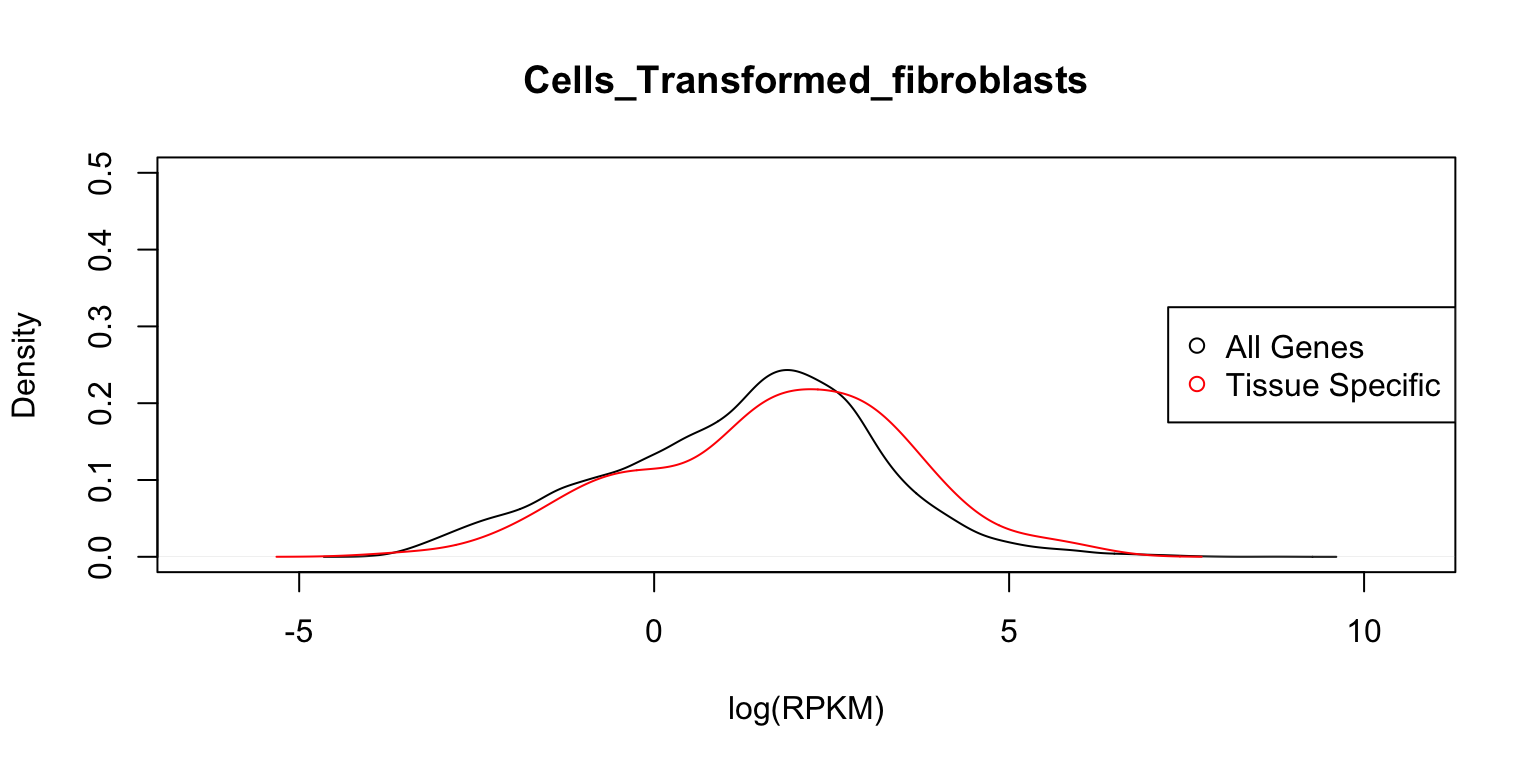 Cells_Transformed_fibroblasts
Density
0.5
0.4
0.3
0.2
0.1
0.0
All Genes
Tissue Specific
-5 0 5 10
log(RPKM)